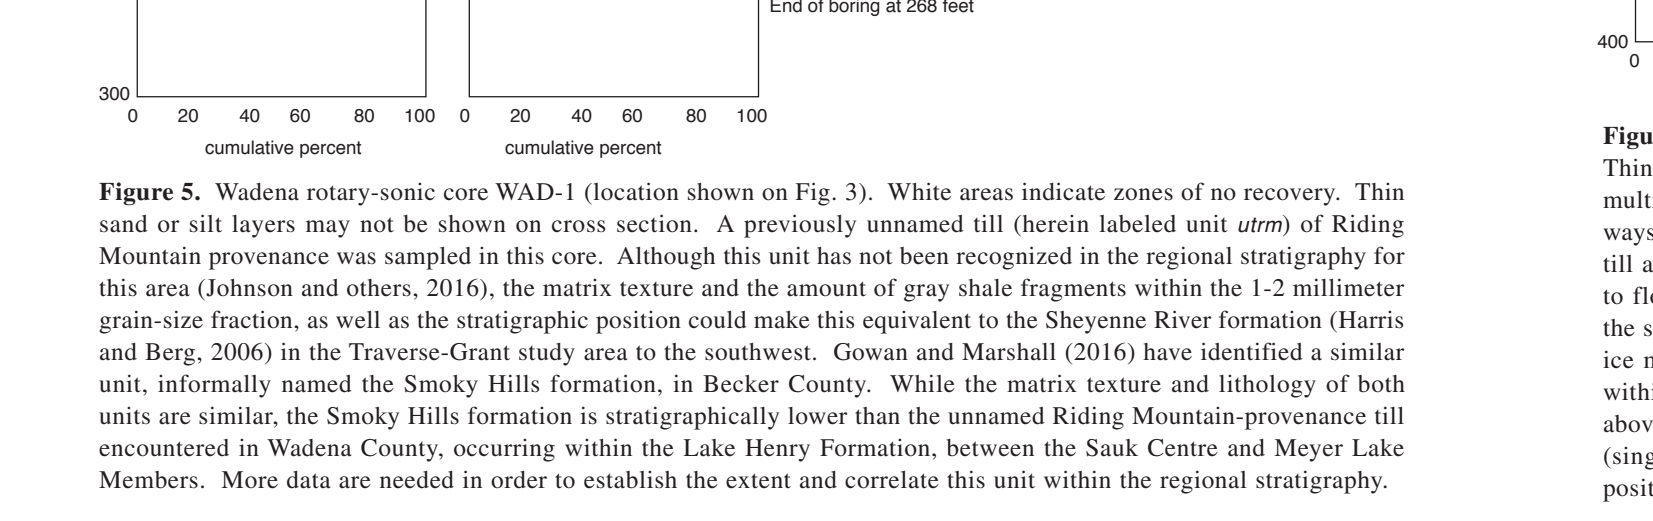 End of boring at 268 feet
300
0 20 40 60 80 100 0 20 40 60 80 100
cumulative percent cumulative percent
Figure 5. Wadena rotary-sonic core WAD-1 (location shown on Fig. 3). White areas indicate zones of no recovery. Thin
sand or silt layers may not be shown on cross section. A previously unnamed till (herein labeled unit utrm) of Riding
Mountain provenance was sampled in this core. Although this unit has not been recognized in the regional stratigraphy for
this area (Johnson and others, 2016), the matrix texture and the amount of gray shale fragments within the 1-2 millimeter
grain-size fraction, as well as the stratigraphic position could make this equivalent to the Sheyenne River formation (Harris
and Berg, 2006) in the Traverse-Grant study area to the southwest. Gowan and Marshall (2016) have identified a similar
unit, informally named the Smoky Hills formation, in Becker County. While the matrix texture and lithology of both
units are similar, the Smoky Hills formation is stratigraphically lower than the unnamed Riding Mountain-provenance till
encountered in Wadena County, occurring within the Lake Henry Formation, between the Sauk Centre and Meyer Lake
Members. More data are needed in order to establish the extent and correlate this unit within the regional stratigraphy.
400
0
Thin
ways
till a